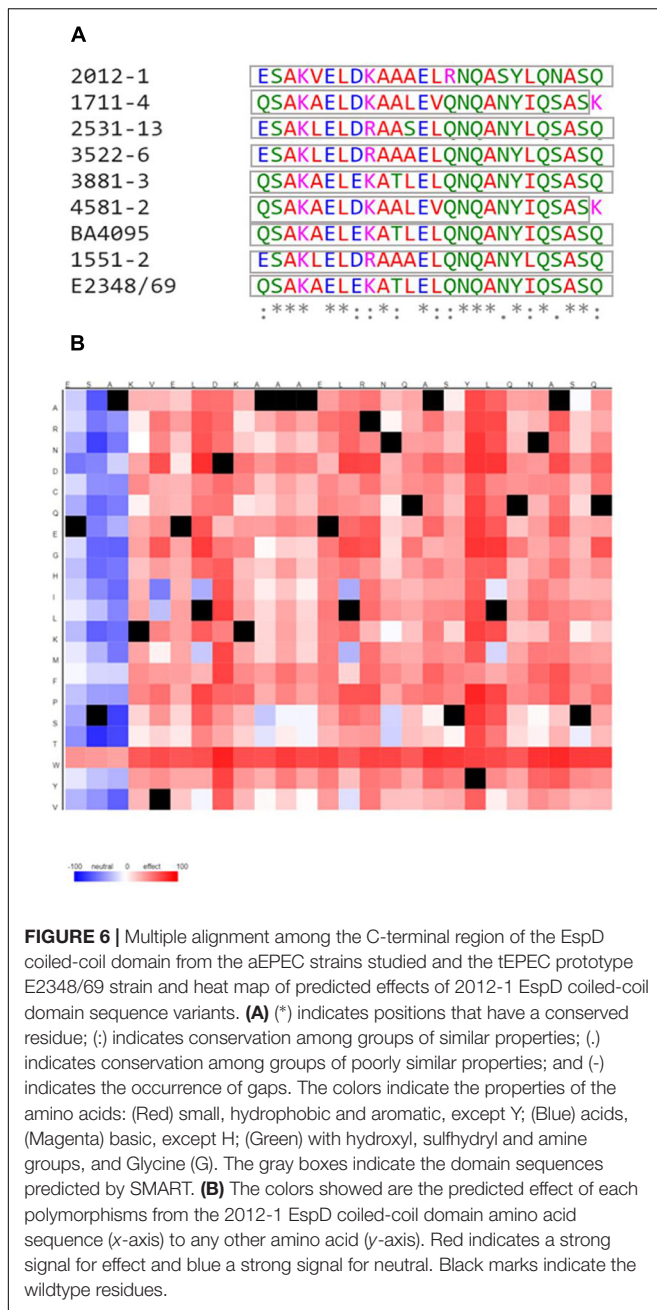 A
2012-1 ESAKVELDKAAAELRNQASYLQNASQ
1711-4 QSAKAELDKAALEVQNQANYIQSASK
2531-13 ESAKLELDRAASELQNQANYLQSASQ
3522-6 ESAKLELDRAAAELQNQANYLQSASQ
3881-3 QSAKAELEKATLELQNQANYIQSASQ
4581-2 QSAKAELDKAALEVQNQANYIQSASK
BA4095 QSAKAELEKATLELQNQANYIQSASQ
1551-2 ESAKLELDRAAAELQNQANYLQSASQ
E2348/69 QSAKAELEKATLELQNQANYIQSASQ
:*** **::*: *::***.*:*.**:
B
E S A K V E L D K A A A E L R N Q A S Y L Q N A S Q
A
R
N
D
C
Q
E
G
H
I
L
K
M
F
P
S
T
W
Y
V
-100 neutral 0 effect 100
FIGURE 6 | Multiple alignment among the C-terminal region of the EspD
coiled-coil domain from the aEPEC strains studied and the tEPEC prototype
E2348/69 strain and heat map of predicted effects of 2012-1 EspD coiled-coil
domain sequence variants. (A) (*) indicates positions that have a conserved
residue; (:) indicates conservation among groups of similar properties; (.)
indicates conservation among groups of poorly similar properties; and (-)
indicates the occurrence of gaps. The colors indicate the properties of the
amino acids: (Red) small, hydrophobic and aromatic, except Y; (Blue) acids,
(Magenta) basic, except H; (Green) with hydroxyl, sulfhydryl and amine
groups, and Glycine (G). The gray boxes indicate the domain sequences
predicted by SMART. (B) The colors showed are the predicted effect of each
polymorphisms from the 2012-1 EspD coiled-coil domain amino acid
sequence (x-axis) to any other amino acid (y-axis). Red indicates a strong
signal for effect and blue a strong signal for neutral. Black marks indicate the
wildtype residues.